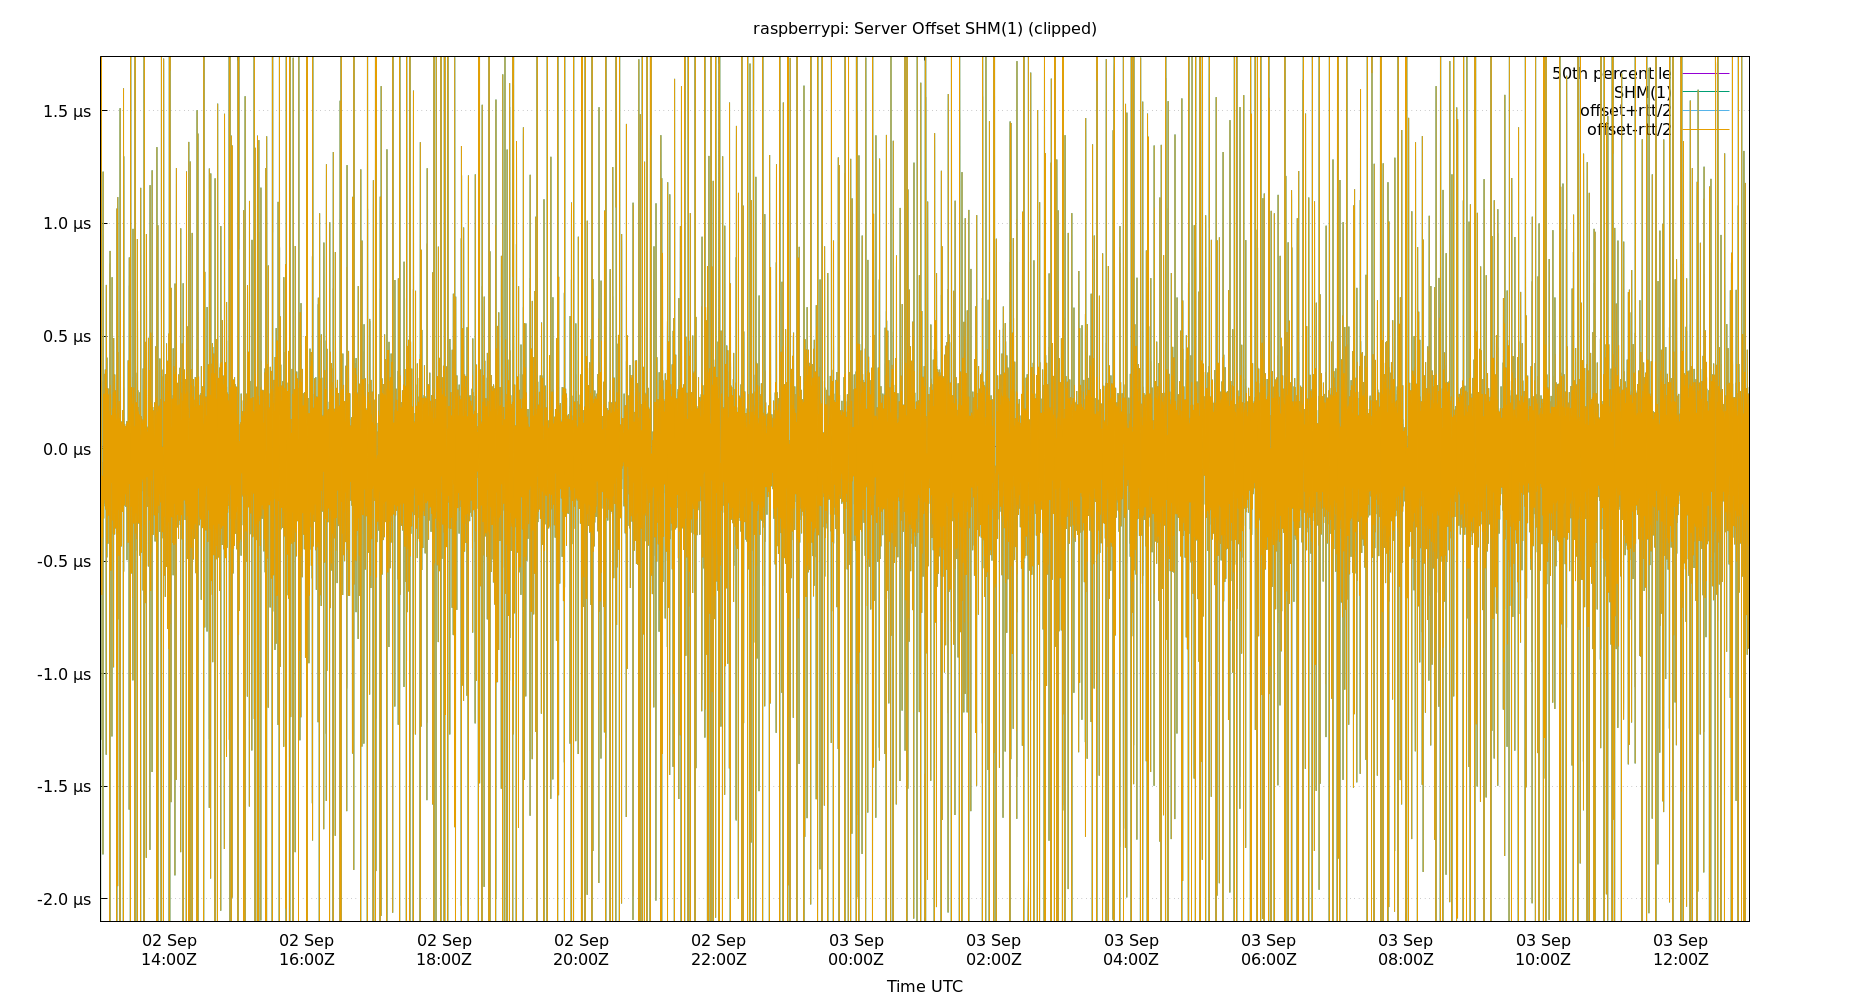 raspberrypi: Server Offset SHM(1) (clipped)
50th percentile
SHM(1)
offset+rtt/2
offset-rtt/2
1.5 µs
1.0 µs
0.5 µs
0.0 µs
-0.5 µs
-1.0 µs
-1.5 µs
-2.0 µs
02 Sep 02 Sep 02 Sep 02 Sep 02 Sep 03 Sep 03 Sep 03 Sep 03 Sep 03 Sep 03 Sep 03 Sep
14:00Z 16:00Z 18:00Z 20:00Z 22:00Z 00:00Z 02:00Z 04:00Z 06:00Z 08:00Z 10:00Z 12:00Z
Time UTC